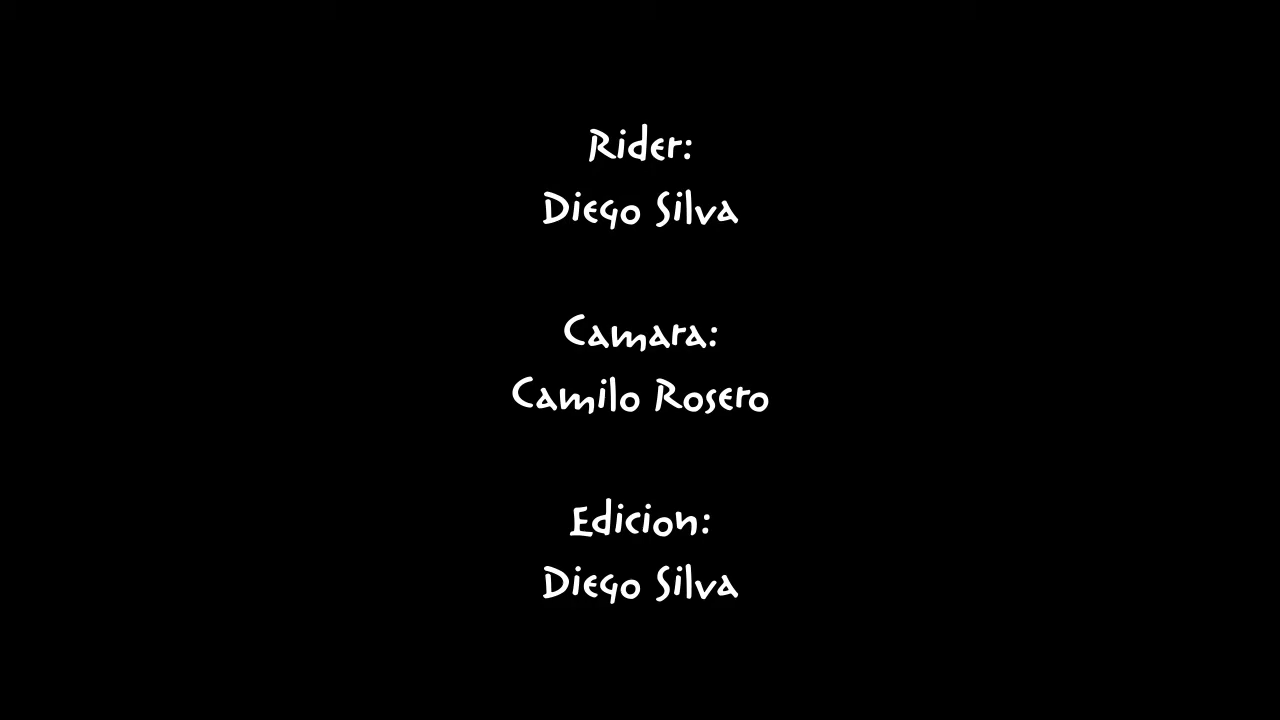 Rider:
Diego Silva
Camara:
Camilo Rosero
Edicion:
Diego Silva